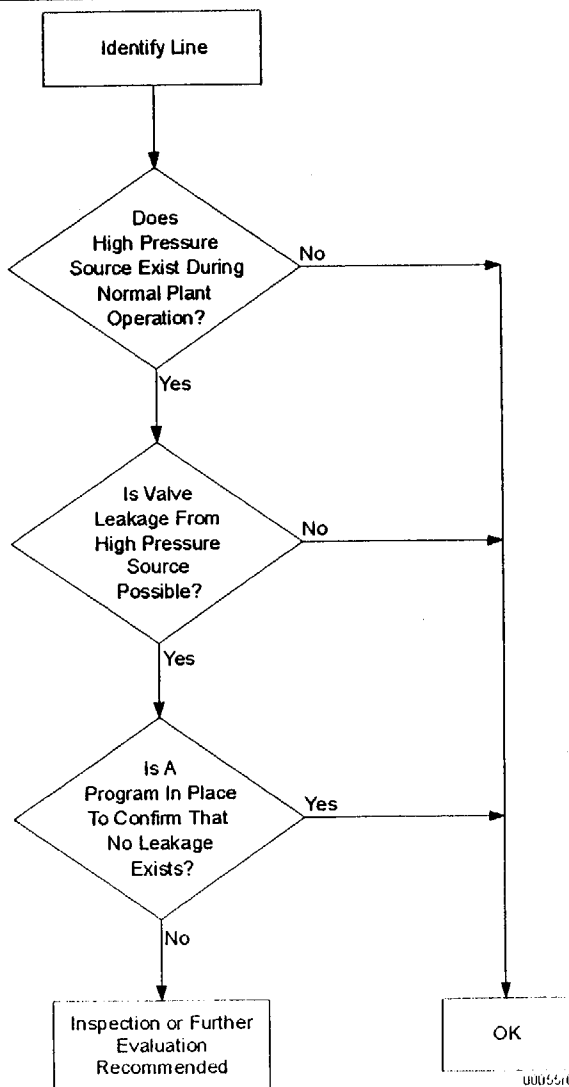 Identify Line
Does
High Pressure
Source Exist During
Normal Plant
Operation?
No
Yes
Is Valve
Leakage From
High Pressure
Source
Possible?
No
Yes
Is A
Program In Place
To Confirm That
No Leakage
Exists?
Yes
No
Inspection or Further
Evaluation
Recommended
OK